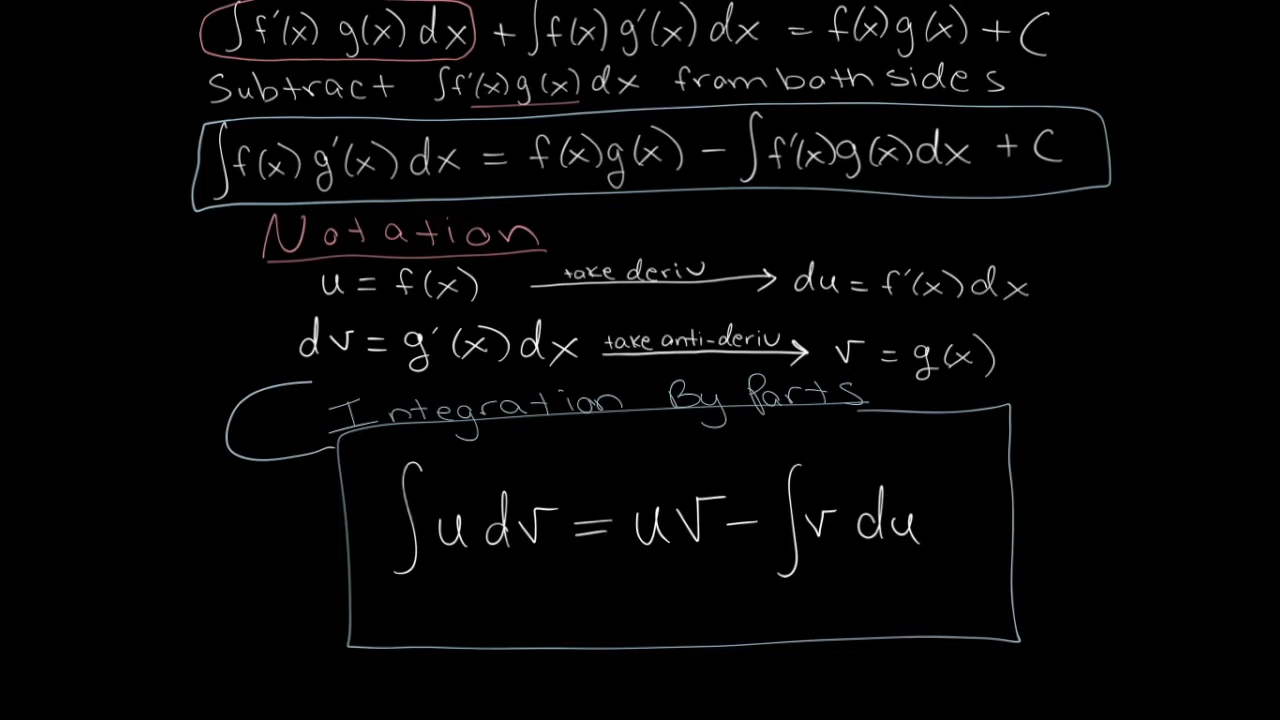 ∫f'(x) g(x) dx + ∫f(x) g'(x) dx = f(x)g(x) + C
Subtract ∫f'(x)g(x) dx from both sides
∫f(x) g'(x) dx = f(x)g(x) - ∫f'(x)g(x)dx + C
Notation
u = f(x) take deriv du = f'(x) dx
dv = g'(x) dx take anti-deriv v = g(x)
Integration By Parts
∫u dv = uv - ∫v du